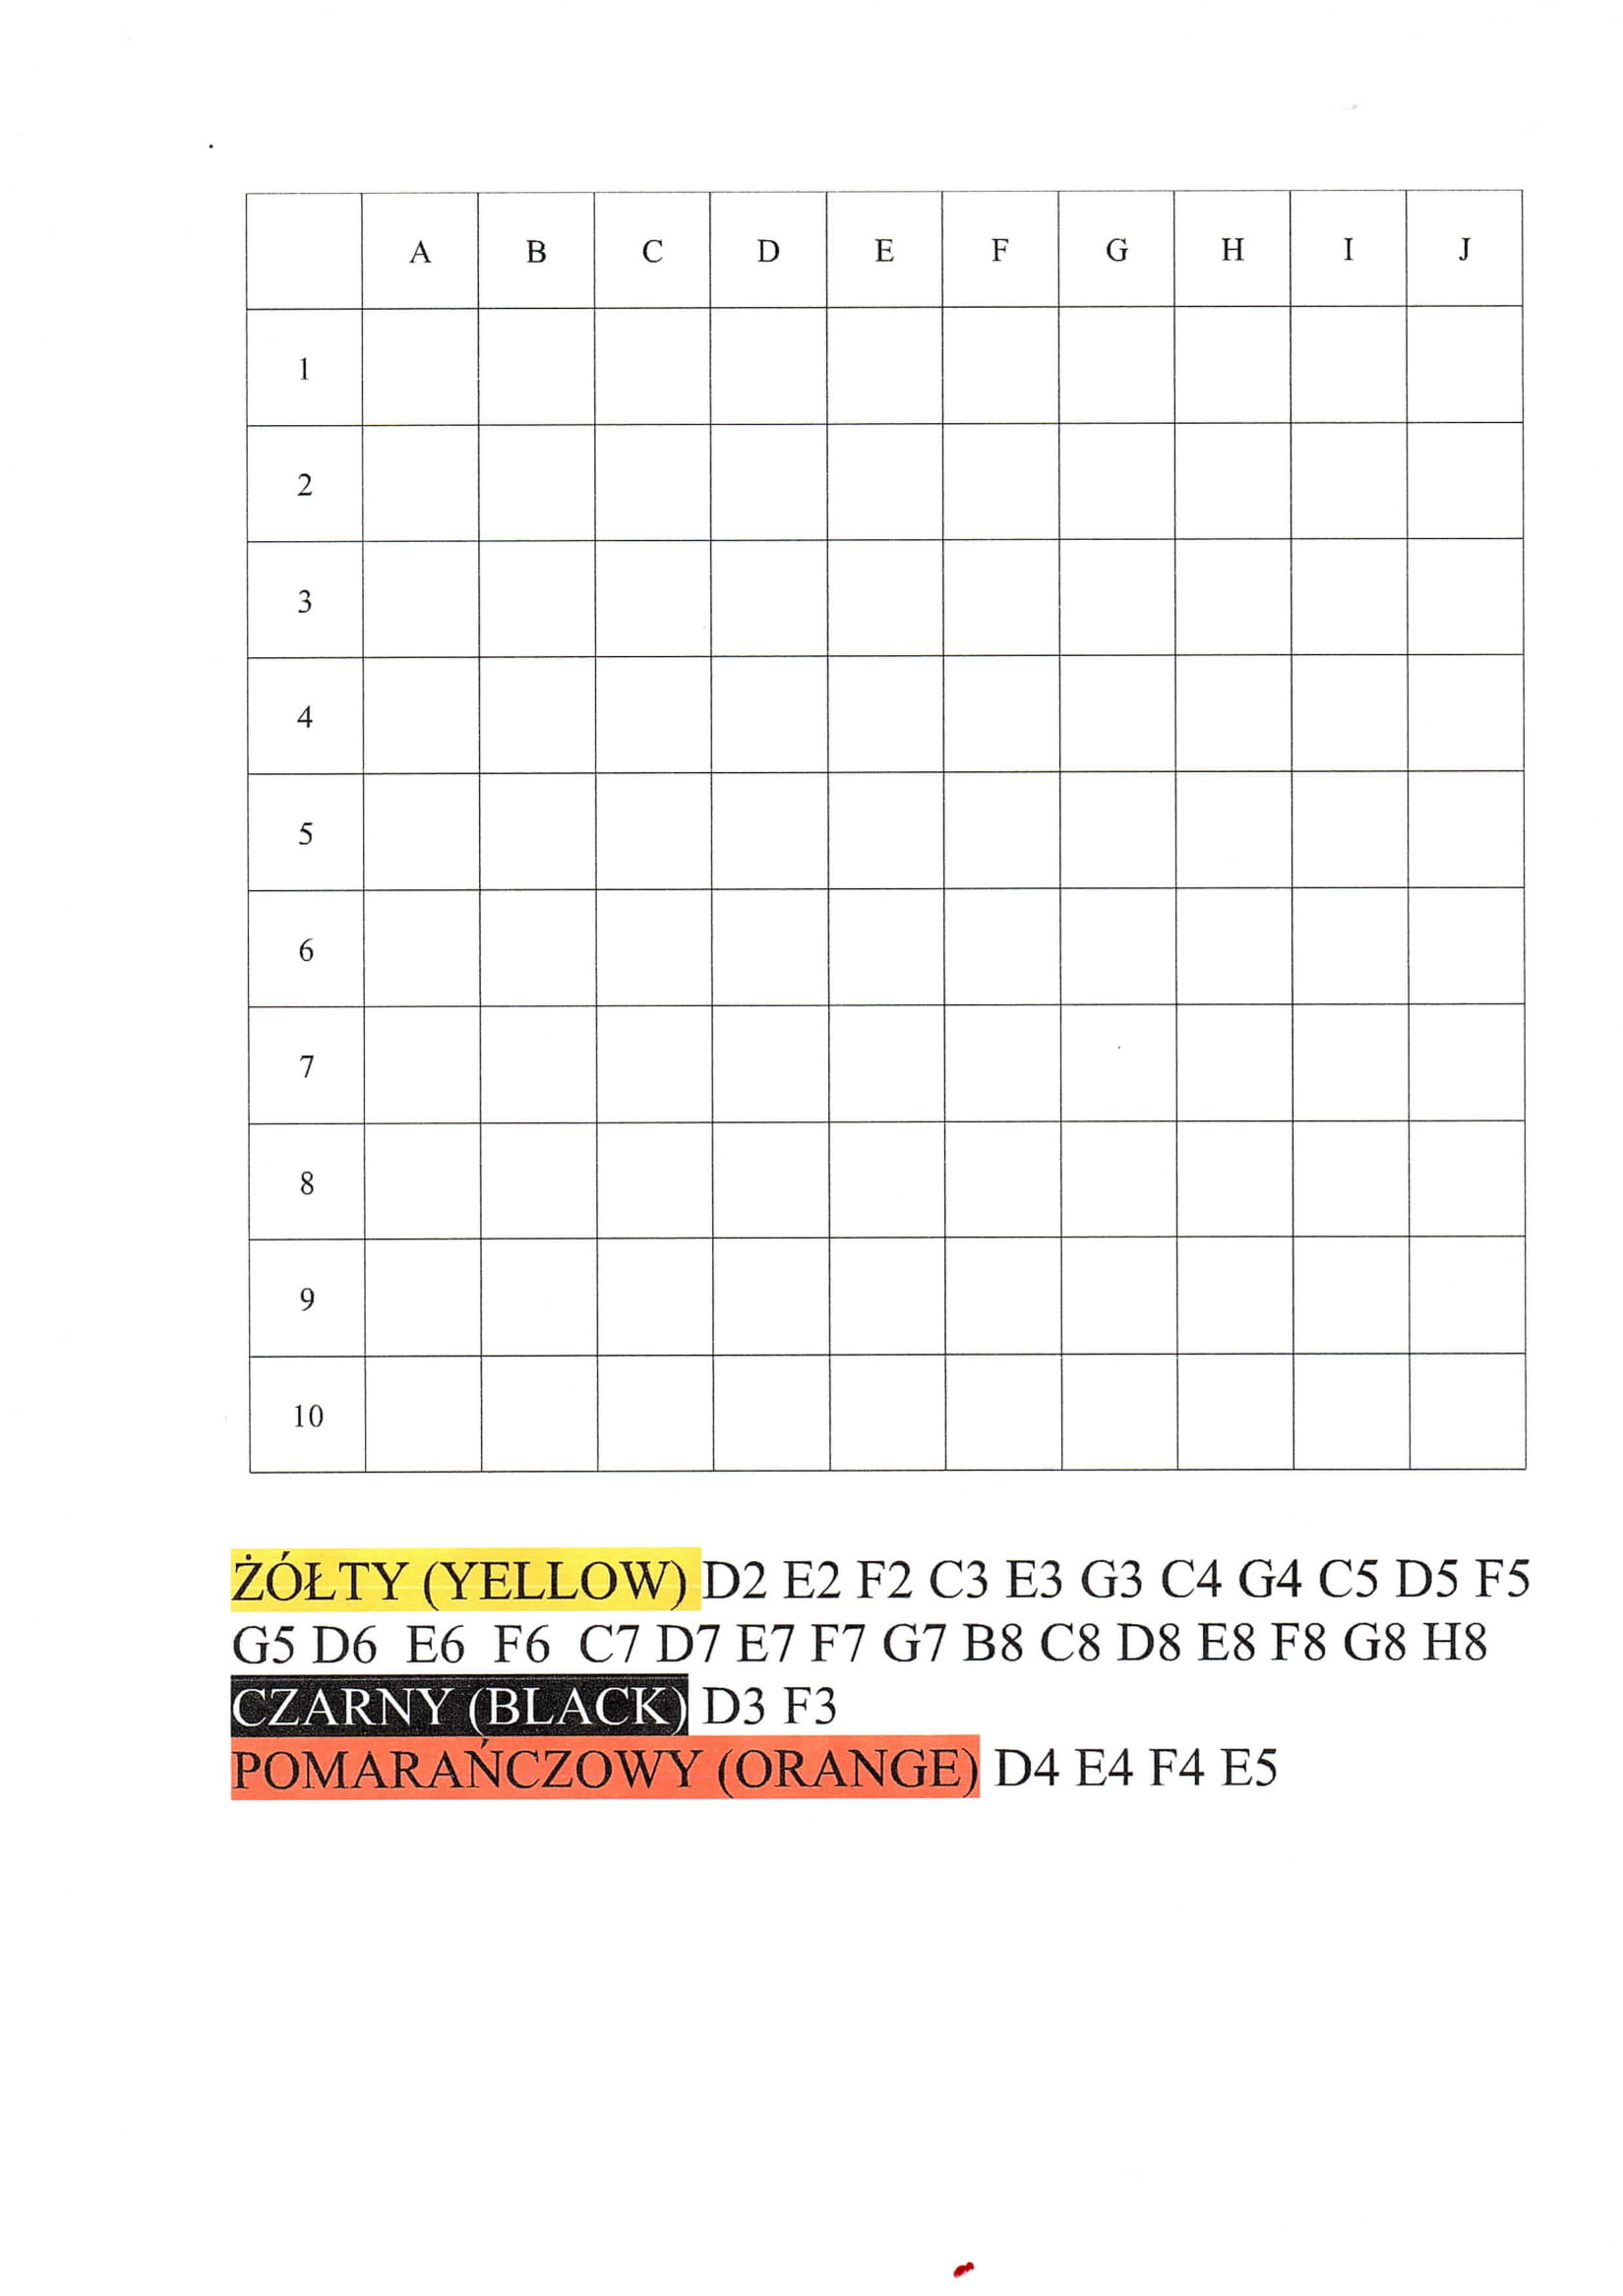 A B C D E F G H I J
1
2
3
4
5
6
7
8
9
10
ŻÓŁTY (YELLOW) D2 E2 F2 C3 E3 G3 C4 G4 C5 D5 F5
G5 D6 E6 F6 C7 D7 E7 F7 G7 B8 C8 D8 E8 F8 G8 H8
CZARNY (BLACK) D3 F3
POMARAŃCZOWY (ORANGE) D4 E4 F4 E5